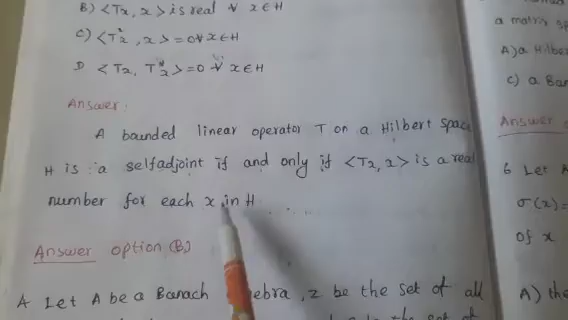 B) <Tx, x> is real ∀ x ∈ H
C) <T²x, x> = 0 ∀ x ∈ H
D <Tx, T*x> = 0 ∀ x ∈ H
Answer.
A bounded linear operator T on a Hilbert space
H is a selfadjoint if and only if <Tx, x> is a real
number for each x in H
Answer option (B)
4 Let A be a Banach ebra, z be the set of all
a matrix
A) a Hilber
C) a Ban
Answer
6 Let A
σ(x) =
of x
A) the